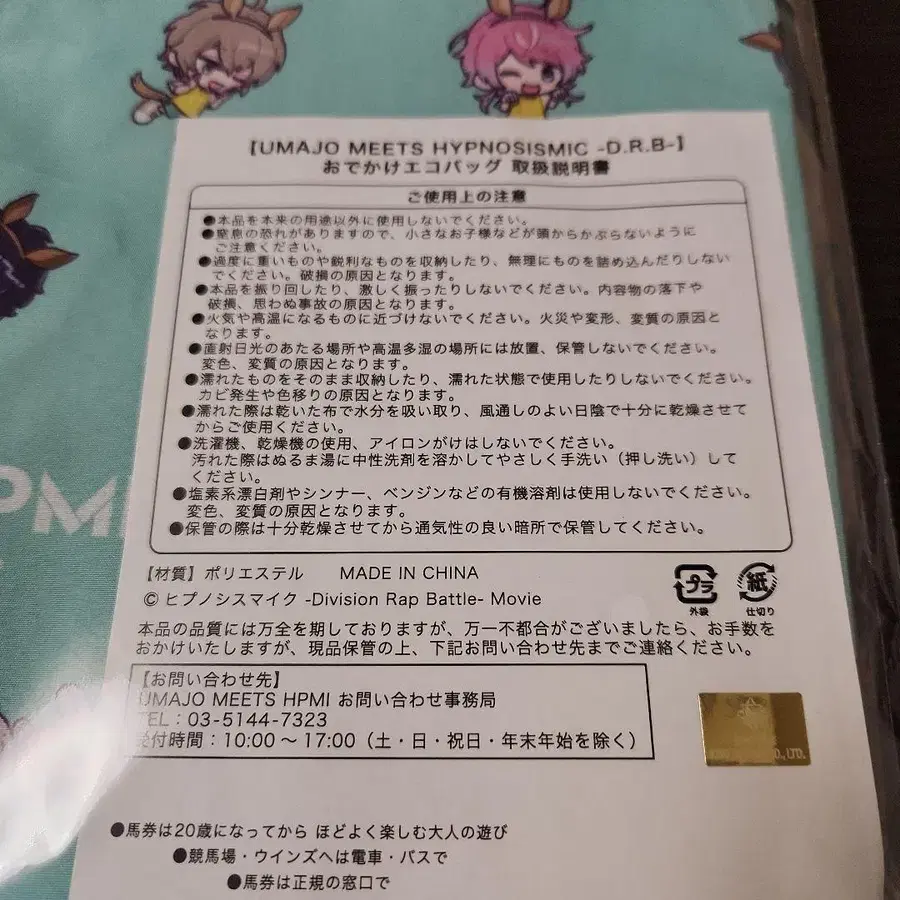 【UMAJO MEETS HYPNOSISMIC -D.R.B-】
おでかけエコバッグ 取扱説明書
ご使用上の注意
●本品を本来の用途以外に使用しないでください。
●窒息の恐れがありますので、小さなお子様などが頭からかぶらないように
ご注意ください。
●過度に重いものや鋭利なものを収納したり、無理にものを詰め込んだりしない
でください。破損の原因となります。
●本品を振り回したり、激しく振ったりしないでください。内容物の落下や
破損、思わぬ事故の原因となります。
●火気や高温になるものに近づけないでください。火災や変形、変質の原因と
なります。
●直射日光のあたる場所や高温多湿の場所には放置、保管しないでください。
変色、変質の原因となります。
●濡れたものをそのまま収納したり、濡れた状態で使用したりしないでください。
カビ発生や色移りの原因となります。
●濡れた際は乾いた布で水分を吸い取り、風通しのよい日陰で十分に乾燥させて
からご使用ください。
●洗濯機、乾燥機の使用、アイロンがけはしないでください。
汚れた際はぬるま湯に中性洗剤を溶かしてやさしく手洗い（押し洗い）して
ください。
●塩素系漂白剤やシンナー、ベンジンなどの有機溶剤は使用しないでください。
変色、変質の原因となります。
●保管の際は十分乾燥させてから通気性の良い暗所で保管してください。
PM
【材質】ポリエステル MADE IN CHINA
© ヒプノシスマイク -Division Rap Battle- Movie
プラ
外袋
紙
仕切り
本品の品質には万全を期しておりますが、万一不都合がございましたら、お手数を
おかけいたしますが、現品保管の上、下記お問い合わせ先までご連絡ください。
【お問い合わせ先】
UMAJO MEETS HPMI お問い合わせ事務局
TEL：03-5144-7323
受付時間：10:00～17:00（土・日・祝日・年末年始を除く）
●馬券は20歳になってから ほどよく楽しむ大人の遊び
●競馬場・ウインズへは電車・バスで
●馬券は正規の窓口で